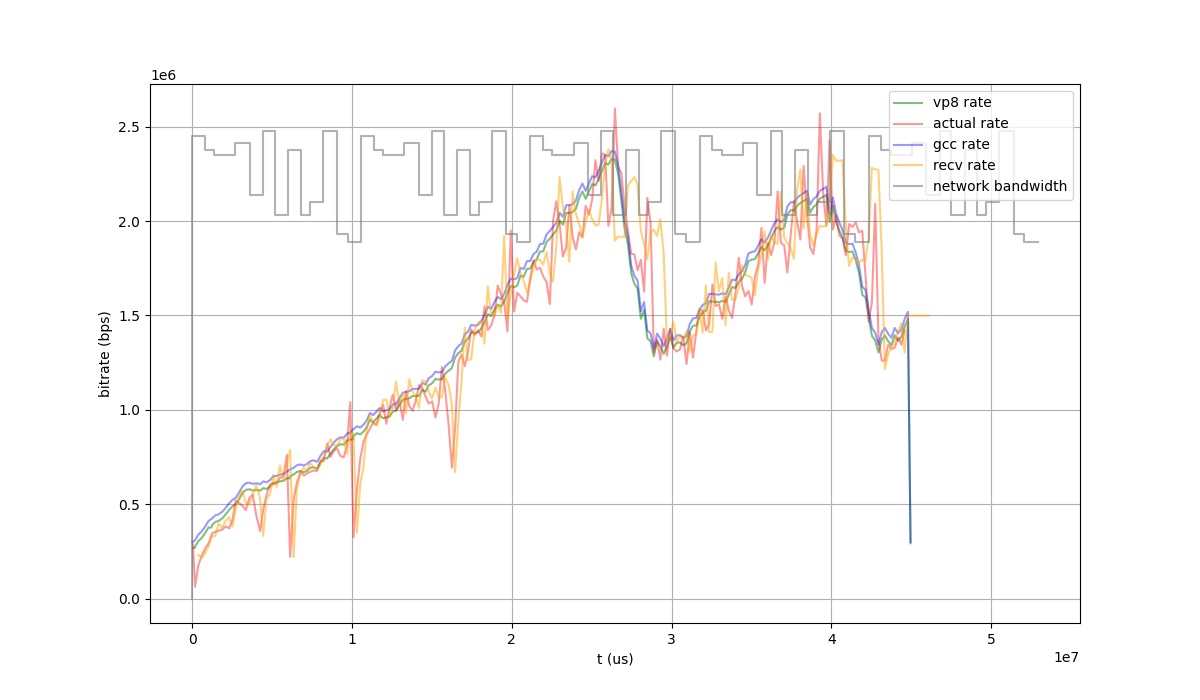 1e6
vp8 rate
actual rate
gcc rate
recv rate
network bandwidth
2.5
2.0
1.5
1.0
0.5
0.0
bitrate (bps)
0 1 2 3 4 5
t (us)
1e7